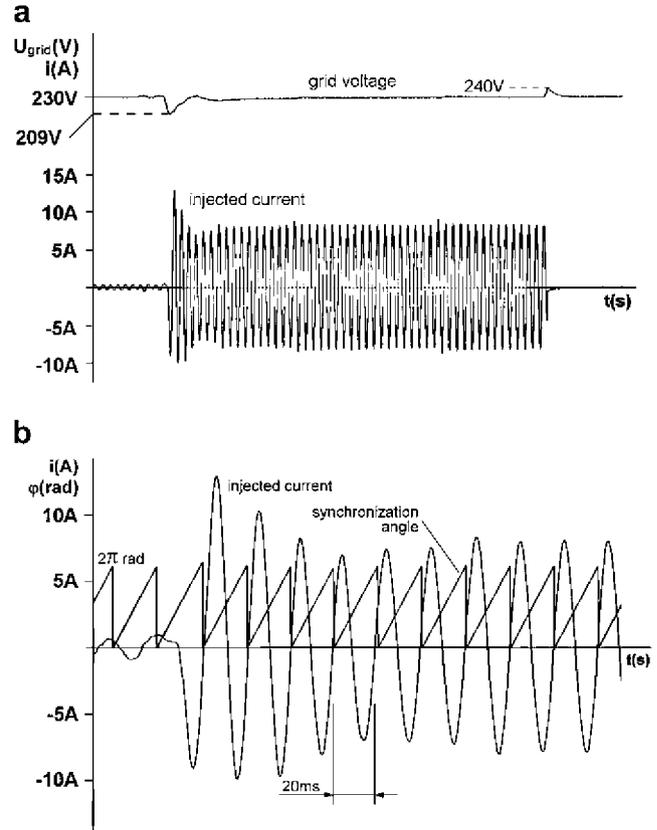 a
U grid (V)
i(A)
grid voltage
240V
230V
209V
15A
injected current
10A
5A
t(s)
-5A
-10A
b
i(A)
φ(rad)
injected current
synchronization
angle
10A
2π rad
5A
t(s)
-5A
-10A
20ms